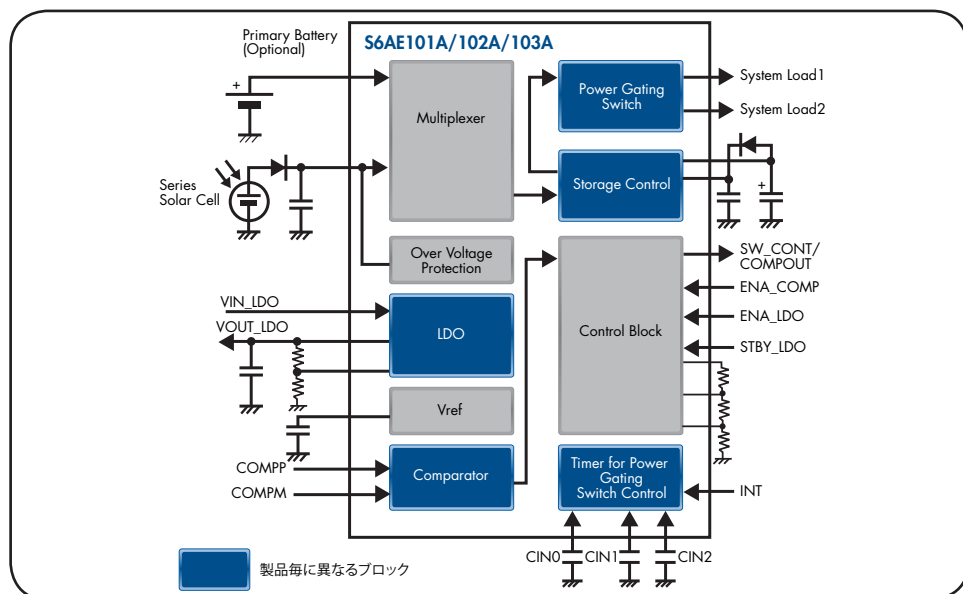 Primary Battery
(Optional)
S6AE101A/102A/103A
Multiplexer
Power Gating
Switch
System Load1
System Load2
+
Series
Solar Cell
Storage Control
+
Over Voltage
Protection
SW_CONT/
COMPOUT
ENA_COMP
VIN_LDO
VOUT_LDO
LDO
Control Block
ENA_LDO
STBY_LDO
Vref
COMPP
COMPM
Comparator
Timer for Power
Gating
Switch Control
INT
CIN0
CIN1
CIN2
製品毎に異なるブロック